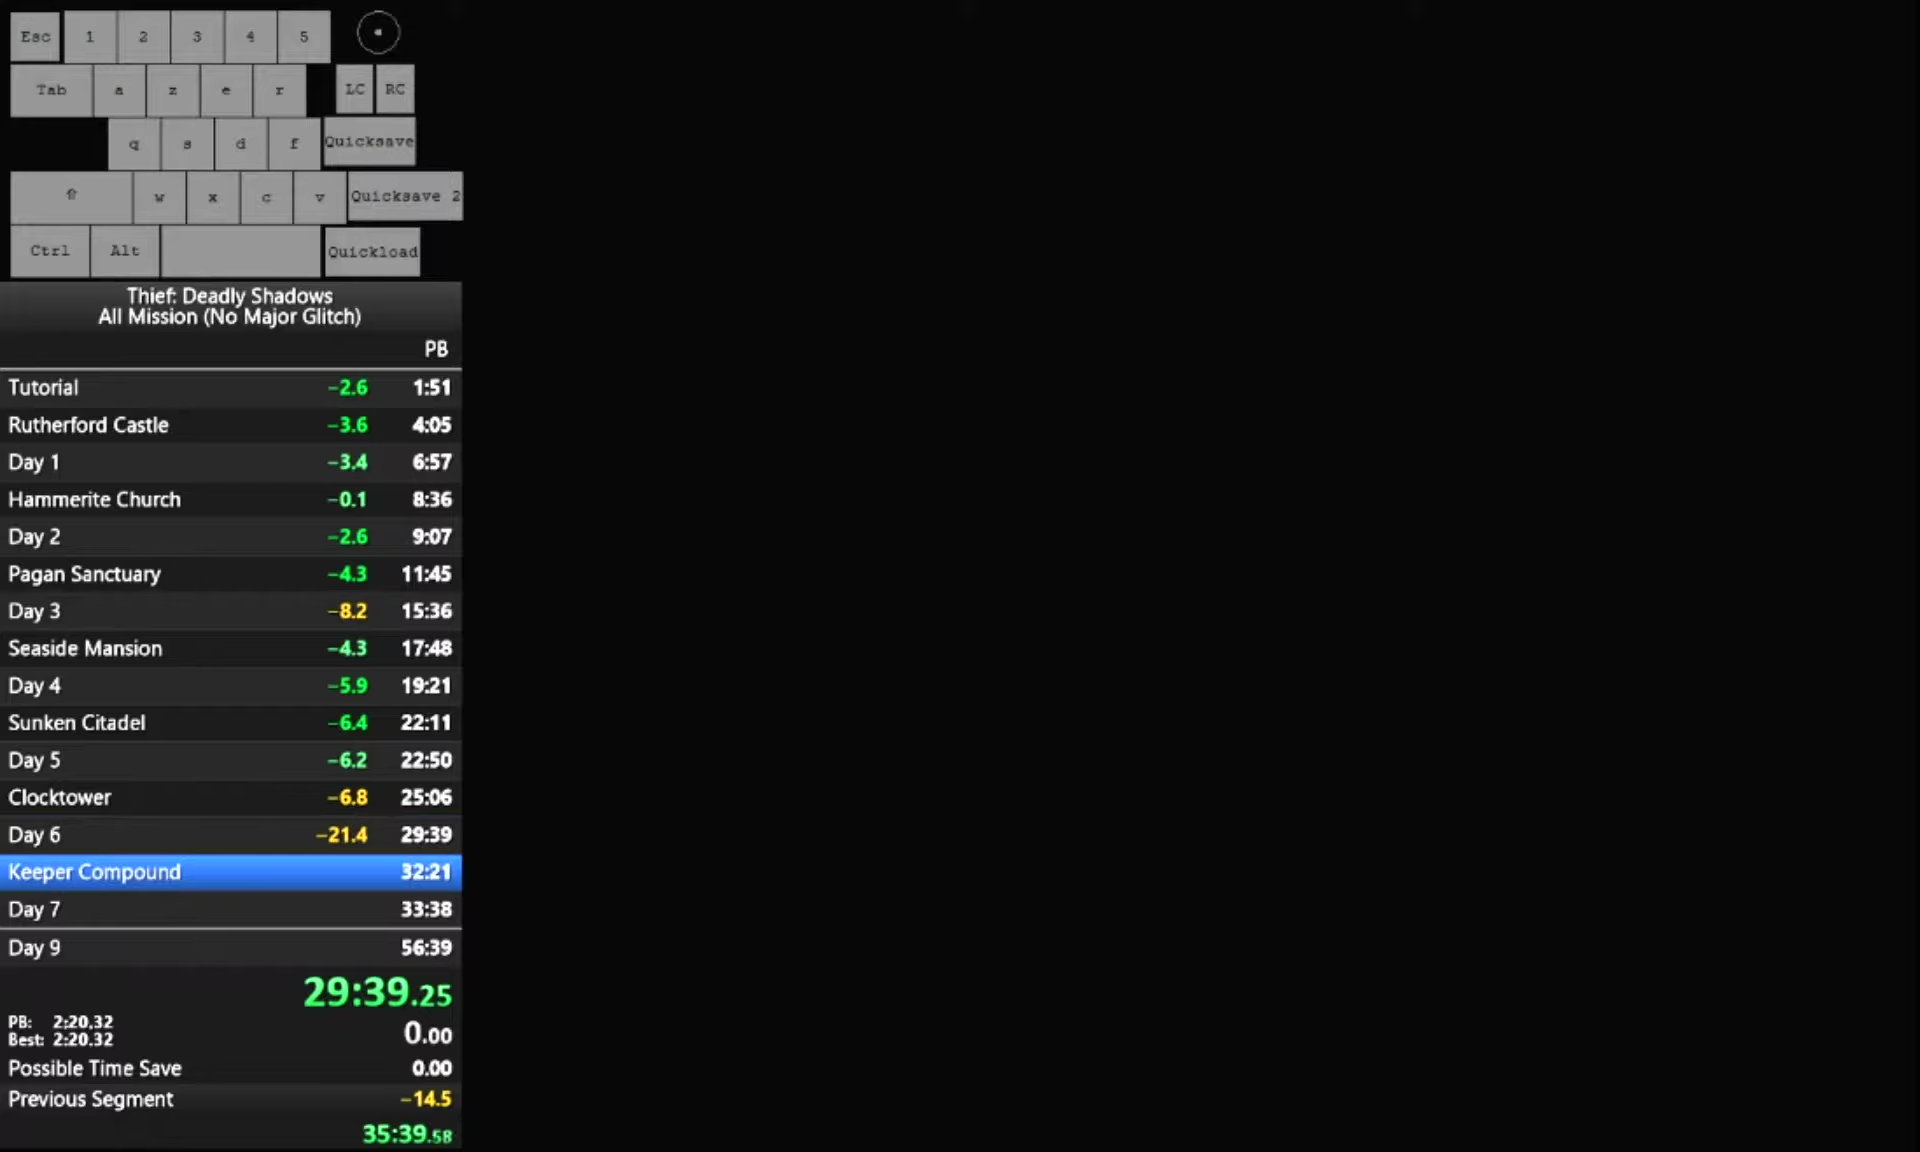 Esc 1 2 3 4 5
Tab a z e r LC RC
q s d f Quicksave
⇧ w x c v Quicksave 2
Ctrl Alt Quickload
Thief: Deadly Shadows
All Mission (No Major Glitch)
PB
Tutorial −2.6 1:51
Rutherford Castle −3.6 4:05
Day 1 −3.4 6:57
Hammerite Church −0.1 8:36
Day 2 −2.6 9:07
Pagan Sanctuary −4.3 11:45
Day 3 −8.2 15:36
Seaside Mansion −4.3 17:48
Day 4 −5.9 19:21
Sunken Citadel −6.4 22:11
Day 5 −6.2 22:50
Clocktower −6.8 25:06
Day 6 −21.4 29:39
Keeper Compound 32:21
Day 7 33:38
Day 9 56:39
29:39.25
PB: 2:20.32
Best: 2:20.32
0.00
Possible Time Save 0.00
Previous Segment −14.5
35:39.58